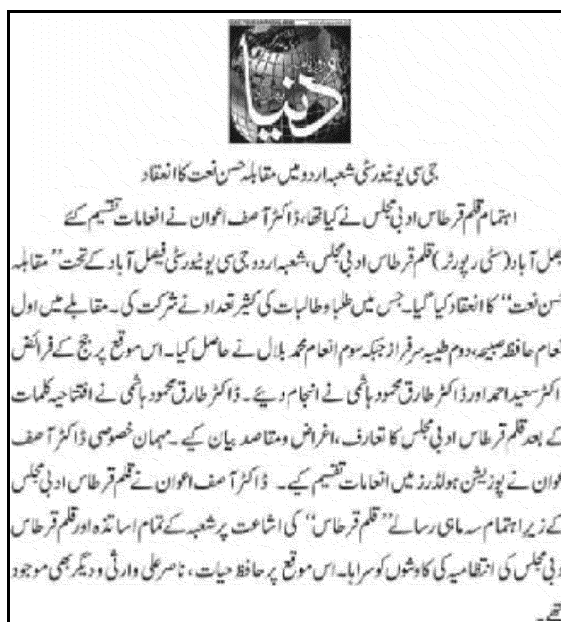 دنیا
جی سی یونیورسٹی شعبہ اردو میں مقابلہ حسن نعت کا انعقاد
اہتمام قلم قرطاس ادبی مجلس نے کیا تھا، ڈاکٹر آصف اعوان نے انعامات تقسیم کئے
یصل آباد (سٹی رپورٹر) قلم قرطاس ادبی مجلس، شعبہ اردو جی سی یونیورسٹی فیصل آباد کے تحت ”مقابلہ
حسن نعت“ کا انعقاد کیا گیا۔ جس میں طلبا و طالبات کی کثیر تعداد نے شرکت کی۔ مقابلے میں اول
نعام حافظہ صبیحہ، دوم طیبہ سرفراز جبکہ سوم انعام محمد بلال نے حاصل کیا۔ اس موقع پر جج کے فرائض
اکٹر سعید احمد اور ڈاکٹر طارق محمود ہاشمی نے انجام دیئے۔ ڈاکٹر طارق محمود ہاشمی نے افتتاحیہ کلمات
کے بعد قلم قرطاس ادبی مجلس کا تعارف، اغراض و مقاصد بیان کیے۔ مہمان خصوصی ڈاکٹر آصف
عوان نے پوزیشن ہولڈرز میں انعامات تقسیم کیے۔ ڈاکٹر آصف اعوان نے قلم قرطاس ادبی مجلس
کے زیر اہتمام سہ ماہی رسالے ”قلم قرطاس“ کی اشاعت پر شعبہ کے تمام اساتذہ اور قلم قرطاس
دبی مجلس کی انتظامیہ کی کاوشوں کو سراہا۔ اس موقع پر حافظ حیات، ناصر علی وارثی و دیگر بھی موجود
تھے۔